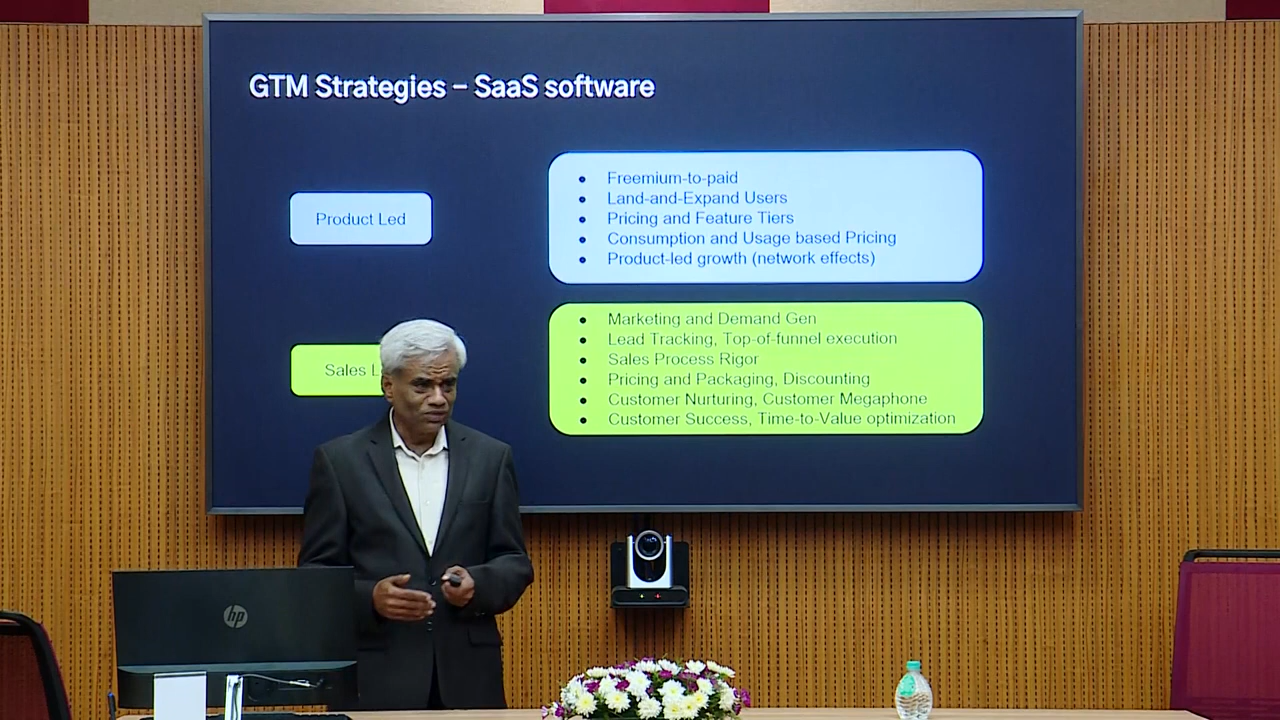 GTM Strategies – SaaS software
Product Led
• Freemium-to-paid
• Land-and-Expand Users
• Pricing and Feature Tiers
• Consumption and Usage based Pricing
• Product-led growth (network effects)
Sales
• Marketing and Demand Gen
• Lead Tracking, Top-of-funnel execution
• Sales Process Rigor
• Pricing and Packaging, Discounting
• Customer Nurturing, Customer Megaphone
• Customer Success, Time-to-Value optimization
hp